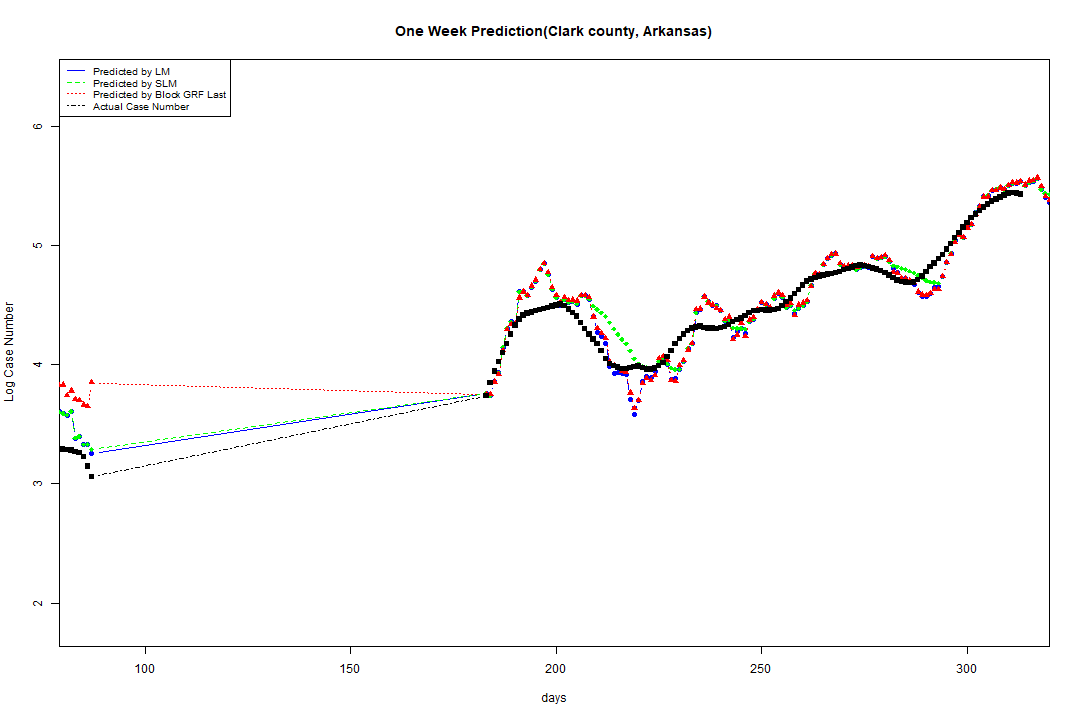 One Week Prediction(Clark county, Arkansas)
Predicted by LM
Predicted by SLM
Predicted by Block GRF Last
Actual Case Number
Log Case Number
6
5
4
3
2
100 150 200 250 300
days